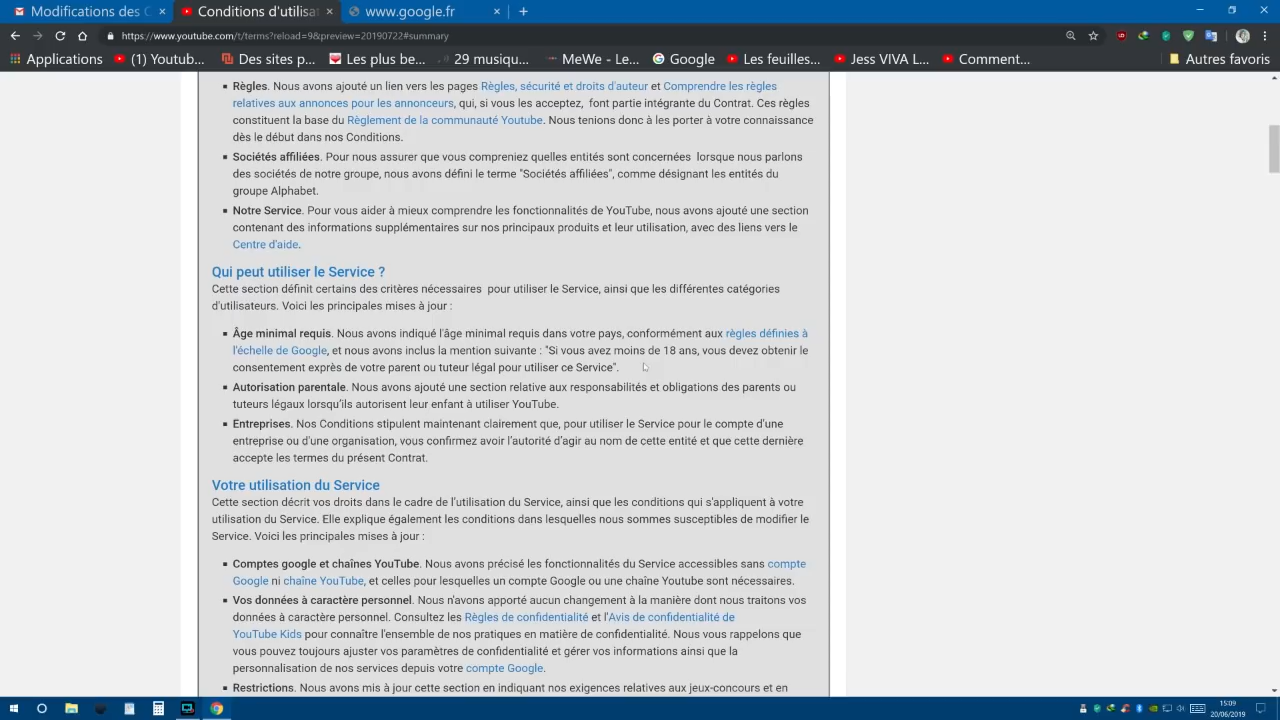 Modifications des C
Conditions d'utilisat
www.google.fr
https://www.youtube.com/t/terms?reload=9&preview=20190722#summary
Applications
(1) Youtub...
Des sites p...
Les plus be...
29 musiqu...
MeWe - Le...
Google
Les feuilles...
Jess VIVA L...
Comment...
Autres favoris
Règles. Nous avons ajouté un lien vers les pages Règles, sécurité et droits d'auteur et Comprendre les règles
relatives aux annonces pour les annonceurs, qui, si vous les acceptez, font partie intégrante du Contrat. Ces règles
constituent la base du Règlement de la communauté Youtube. Nous tenions donc à les porter à votre connaissance
dès le début dans nos Conditions.
Sociétés affiliées. Pour nous assurer que vous compreniez quelles entités sont concernées lorsque nous parlons
des sociétés de notre groupe, nous avons défini le terme "Sociétés affiliées", comme désignant les entités du
groupe Alphabet.
Notre Service. Pour vous aider à mieux comprendre les fonctionnalités de YouTube, nous avons ajouté une section
contenant des informations supplémentaires sur nos principaux produits et leur utilisation, avec des liens vers le
Centre d'aide.
Qui peut utiliser le Service ?
Cette section définit certains des critères nécessaires pour utiliser le Service, ainsi que les différentes catégories
d'utilisateurs. Voici les principales mises à jour :
Âge minimal requis. Nous avons indiqué l'âge minimal requis dans votre pays, conformément aux règles définies à
l'échelle de Google, et nous avons inclus la mention suivante : "Si vous avez moins de 18 ans, vous devez obtenir le
consentement exprès de votre parent ou tuteur légal pour utiliser ce Service".
Autorisation parentale. Nous avons ajouté une section relative aux responsabilités et obligations des parents ou
tuteurs légaux lorsqu'ils autorisent leur enfant à utiliser YouTube.
Entreprises. Nos Conditions stipulent maintenant clairement que, pour utiliser le Service pour le compte d'une
entreprise ou d'une organisation, vous confirmez avoir l'autorité d'agir au nom de cette entité et que cette dernière
accepte les termes du présent Contrat.
Votre utilisation du Service
Cette section décrit vos droits dans le cadre de l'utilisation du Service, ainsi que les conditions qui s'appliquent à votre
utilisation du Service. Elle explique également les conditions dans lesquelles nous sommes susceptibles de modifier le
Service. Voici les principales mises à jour :
Comptes google et chaînes YouTube. Nous avons précisé les fonctionnalités du Service accessibles sans compte
Google ni chaîne YouTube, et celles pour lesquelles un compte Google ou une chaîne Youtube sont nécessaires.
Vos données à caractère personnel. Nous n'avons apporté aucun changement à la manière dont nous traitons vos
données à caractère personnel. Consultez les Règles de confidentialité et l'Avis de confidentialité de
YouTube Kids pour connaître l'ensemble de nos pratiques en matière de confidentialité. Nous vous rappelons que
vous pouvez toujours ajuster vos paramètres de confidentialité et gérer vos informations ainsi que la
personnalisation de nos services depuis votre compte Google.
Restrictions. Nous avons mis à jour cette section en indiquant nos exigences relatives aux jeux-concours et en
15:09
20/06/2019